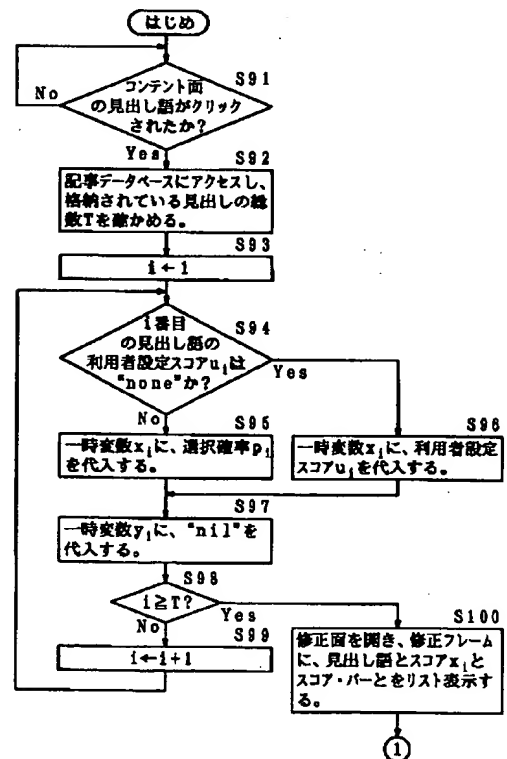 はじめ
S91
コンテント面
の見出し語がクリック
されたか?
No
Yes
S92
記事データベースにアクセスし、
格納されている見出しの総
数Tを確かめる。
S93
i←1
S94
i番目
の見出し語の
利用者設定スコアuiは
"none"か?
Yes
No
S95
一時変数xiに、選択確率pi
を代入する。
S96
一時変数xiに、利用者設定
スコアuiを代入する。
S97
一時変数yiに、"nil"を
代入する。
S98
i≧T?
Yes
No
S99
i←i+1
S100
修正面を開き、修正フレーム
に、見出し語とスコアxiと
スコア・バーとをリスト表示す
る。
1